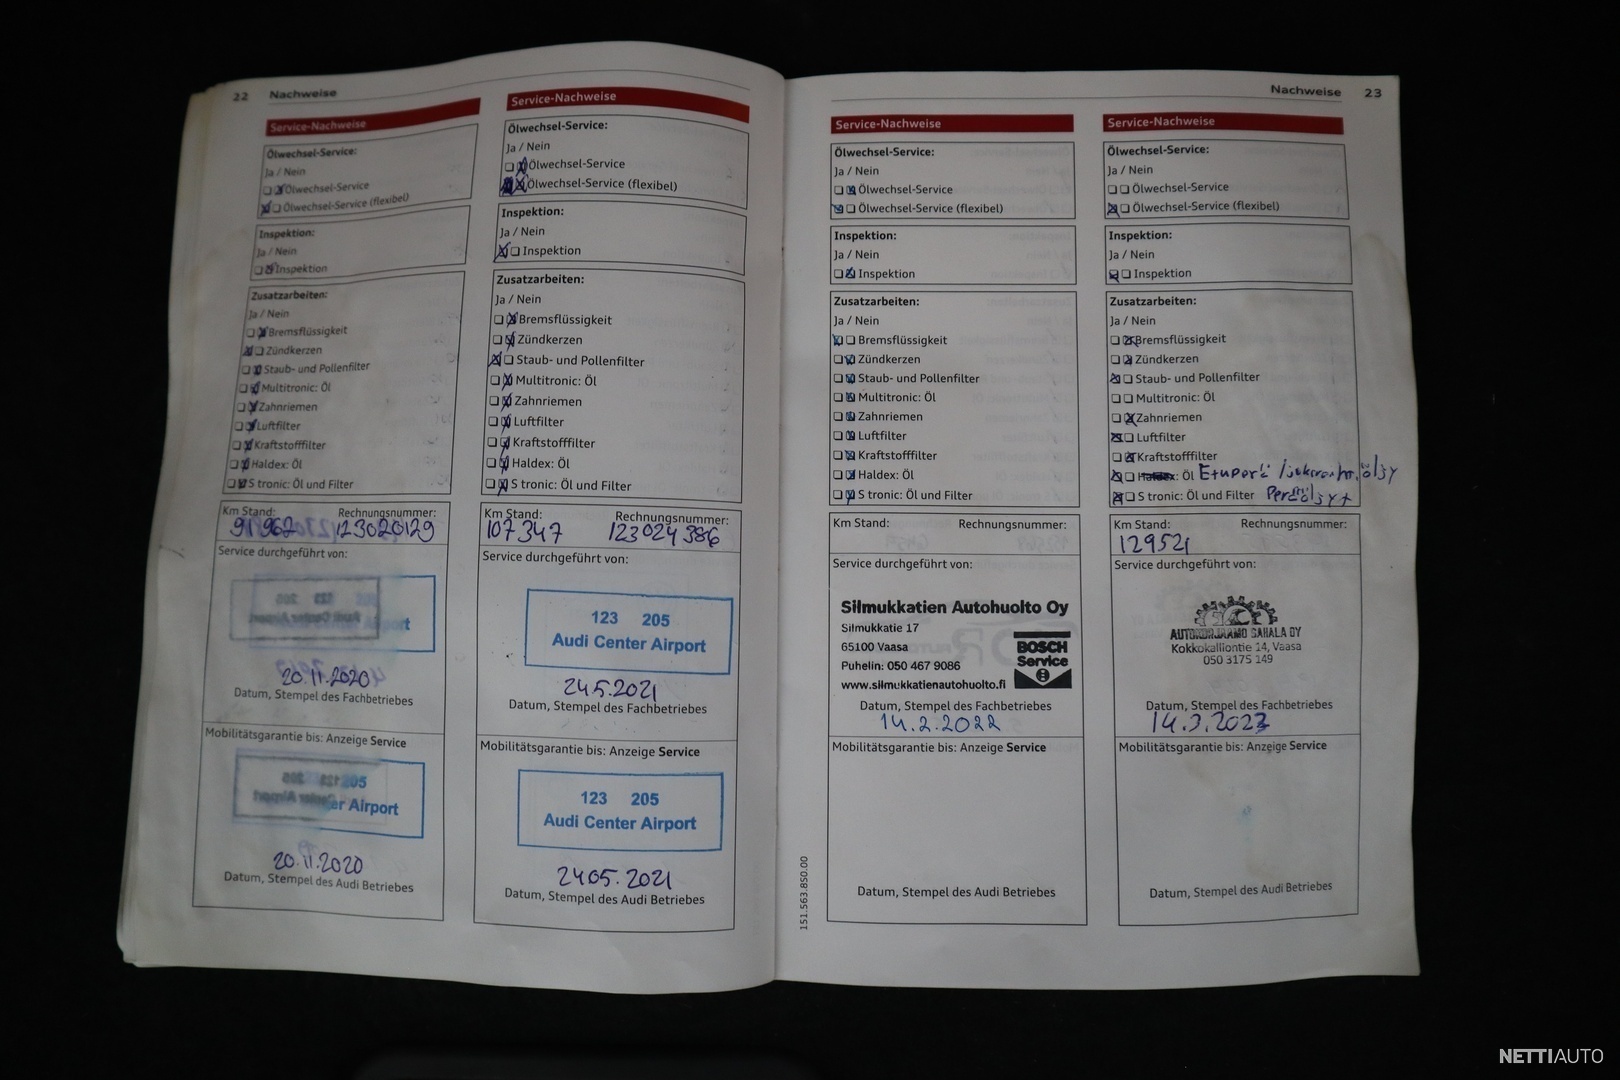 22 Nachweise
Service-Nachweise
Ölwechsel-Service:
Ja / Nein
Ölwechsel-Service
Ölwechsel-Service (flexibel)
Inspektion:
Ja / Nein
Inspektion
Zusatzarbeiten:
Ja / Nein
Bremsflüssigkeit
Zündkerzen
Staub- und Pollenfilter
Multitronic: Öl
Zahnriemen
Luftfilter
Kraftstofffilter
Haldex: Öl
S tronic: Öl und Filter
Km Stand: Rechnungsnummer:
91962 123020129
Service durchgeführt von:
20.11.2020
Datum, Stempel des Fachbetriebes
Mobilitätsgarantie bis: Anzeige Service
205
er Airport
20.11.2020
Datum, Stempel des Audi Betriebes
Service-Nachweise
Ölwechsel-Service:
Ja / Nein
Ölwechsel-Service
Ölwechsel-Service (flexibel)
Inspektion:
Ja / Nein
Inspektion
Zusatzarbeiten:
Ja / Nein
Bremsflüssigkeit
Zündkerzen
Staub- und Pollenfilter
Multitronic: Öl
Zahnriemen
Luftfilter
Kraftstofffilter
Haldex: Öl
S tronic: Öl und Filter
Km Stand: Rechnungsnummer:
107347 123024386
Service durchgeführt von:
123 205
Audi Center Airport
24.5.2021
Datum, Stempel des Fachbetriebes
Mobilitätsgarantie bis: Anzeige Service
123 205
Audi Center Airport
24.05.2021
Datum, Stempel des Audi Betriebes
Nachweise 23
Service-Nachweise
Ölwechsel-Service:
Ja / Nein
Ölwechsel-Service
Ölwechsel-Service (flexibel)
Inspektion:
Ja / Nein
Inspektion
Zusatzarbeiten:
Ja / Nein
Bremsflüssigkeit
Zündkerzen
Staub- und Pollenfilter
Multitronic: Öl
Zahnriemen
Luftfilter
Kraftstofffilter
Haldex: Öl
S tronic: Öl und Filter
Km Stand: Rechnungsnummer:
Service durchgeführt von:
Silmukkatien Autohuolto Oy
Silmukkatie 17
65100 Vaasa
Puhelin: 050 467 9086
www.silmukkatienautohuolto.fi
BOSCH
Service
Datum, Stempel des Fachbetriebes
14.2.2022
Mobilitätsgarantie bis: Anzeige Service
Datum, Stempel des Audi Betriebes
151.563.850.00
Service-Nachweise
Ölwechsel-Service:
Ja / Nein
Ölwechsel-Service
Ölwechsel-Service (flexibel)
Inspektion:
Ja / Nein
Inspektion
Zusatzarbeiten:
Ja / Nein
Bremsflüssigkeit
Zündkerzen
Staub- und Pollenfilter
Multitronic: Öl
Zahnriemen
Luftfilter
Kraftstofffilter
Haldex: Öl Etuperä
S tronic: Öl und Filter
Km Stand: Rechnungsnummer:
129521
Service durchgeführt von:
AUTOKORJAAMO SAHALA OY
Kokkokalliontie 14, Vaasa
050 3175 149
Datum, Stempel des Fachbetriebes
14.3.2023
Mobilitätsgarantie bis: Anzeige Service
Datum, Stempel des Audi Betriebes
NETTIAUTO